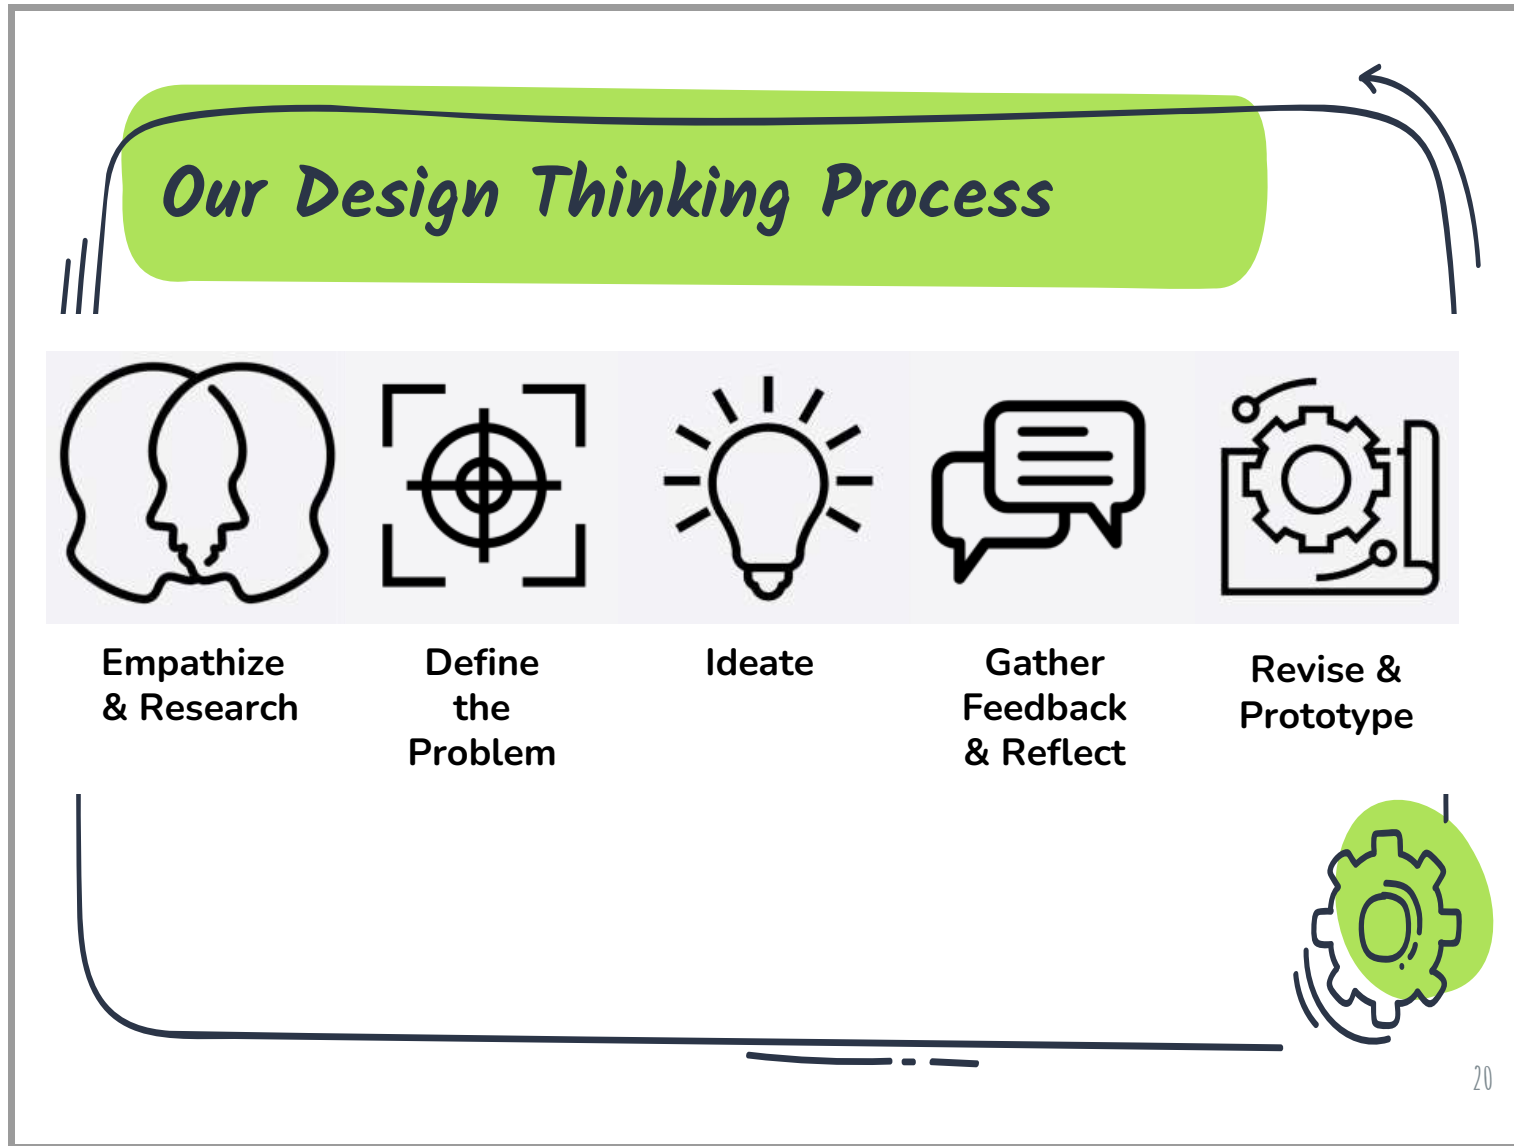 Our Design Thinking Process
Empathize
& Research
Define
the
Problem
Ideate
Gather
Feedback
& Reflect
Revise &
Prototype
20